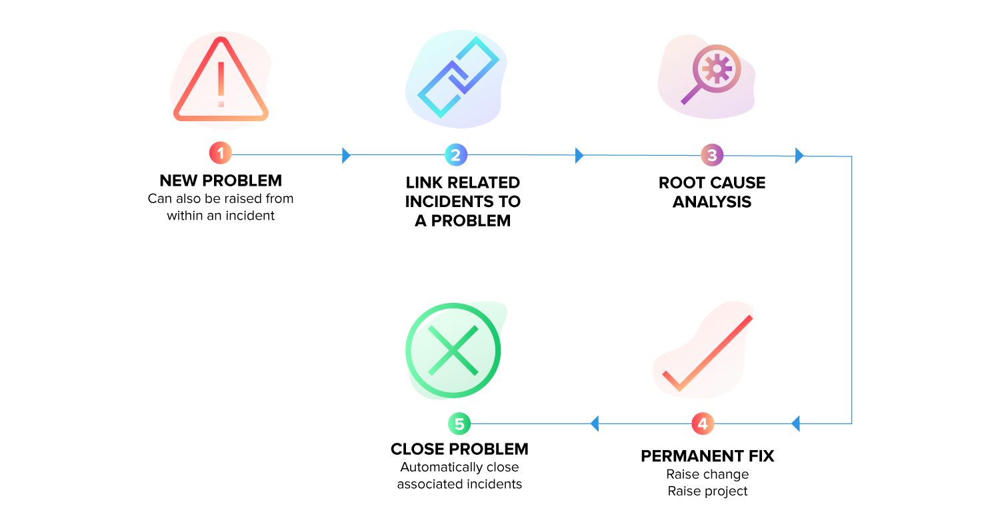 1
NEW PROBLEM
Can also be raised from
within an incident
2
LINK RELATED
INCIDENTS TO
A PROBLEM
3
ROOT CAUSE
ANALYSIS
4
PERMANENT FIX
Raise change
Raise project
5
CLOSE PROBLEM
Automatically close
associated incidents